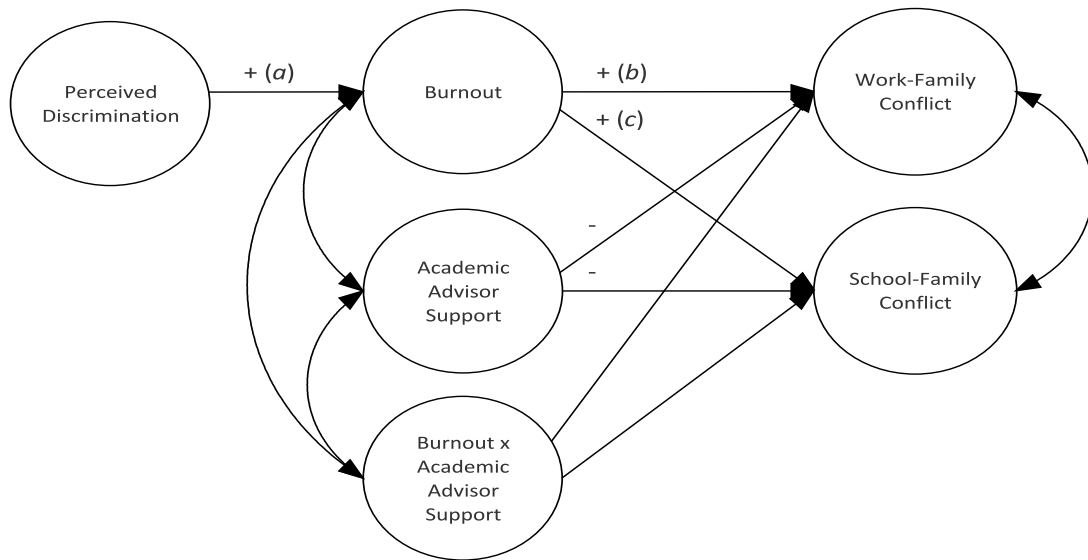 + (a)
+ (b)
Perceived
Discrimination
Burnout
Work-Family
Conflict
+ (c)
-
-
Academic
Advisor
Support
School-Family
Conflict
Burnout x
Academic
Advisor
Support